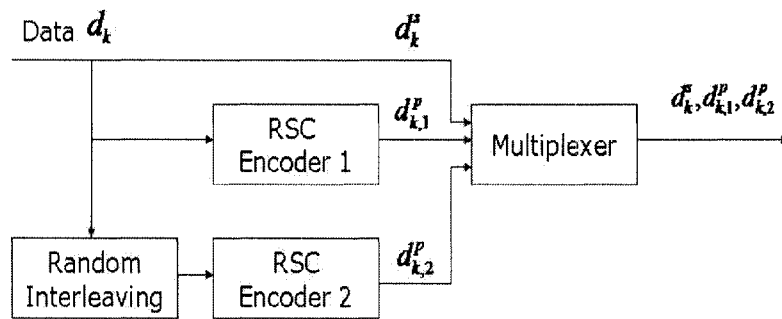 Data d_k
d_k^s
d_{k,1}^p
d_k^s, d_{k,1}^p, d_{k,2}^p
RSC
Encoder 1
Multiplexer
Random
Interleaving
RSC
Encoder 2
d_{k,2}^p